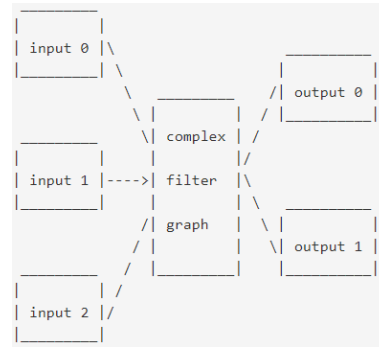 input 0
output 0
complex
input 1
filter
graph
output 1
input 2